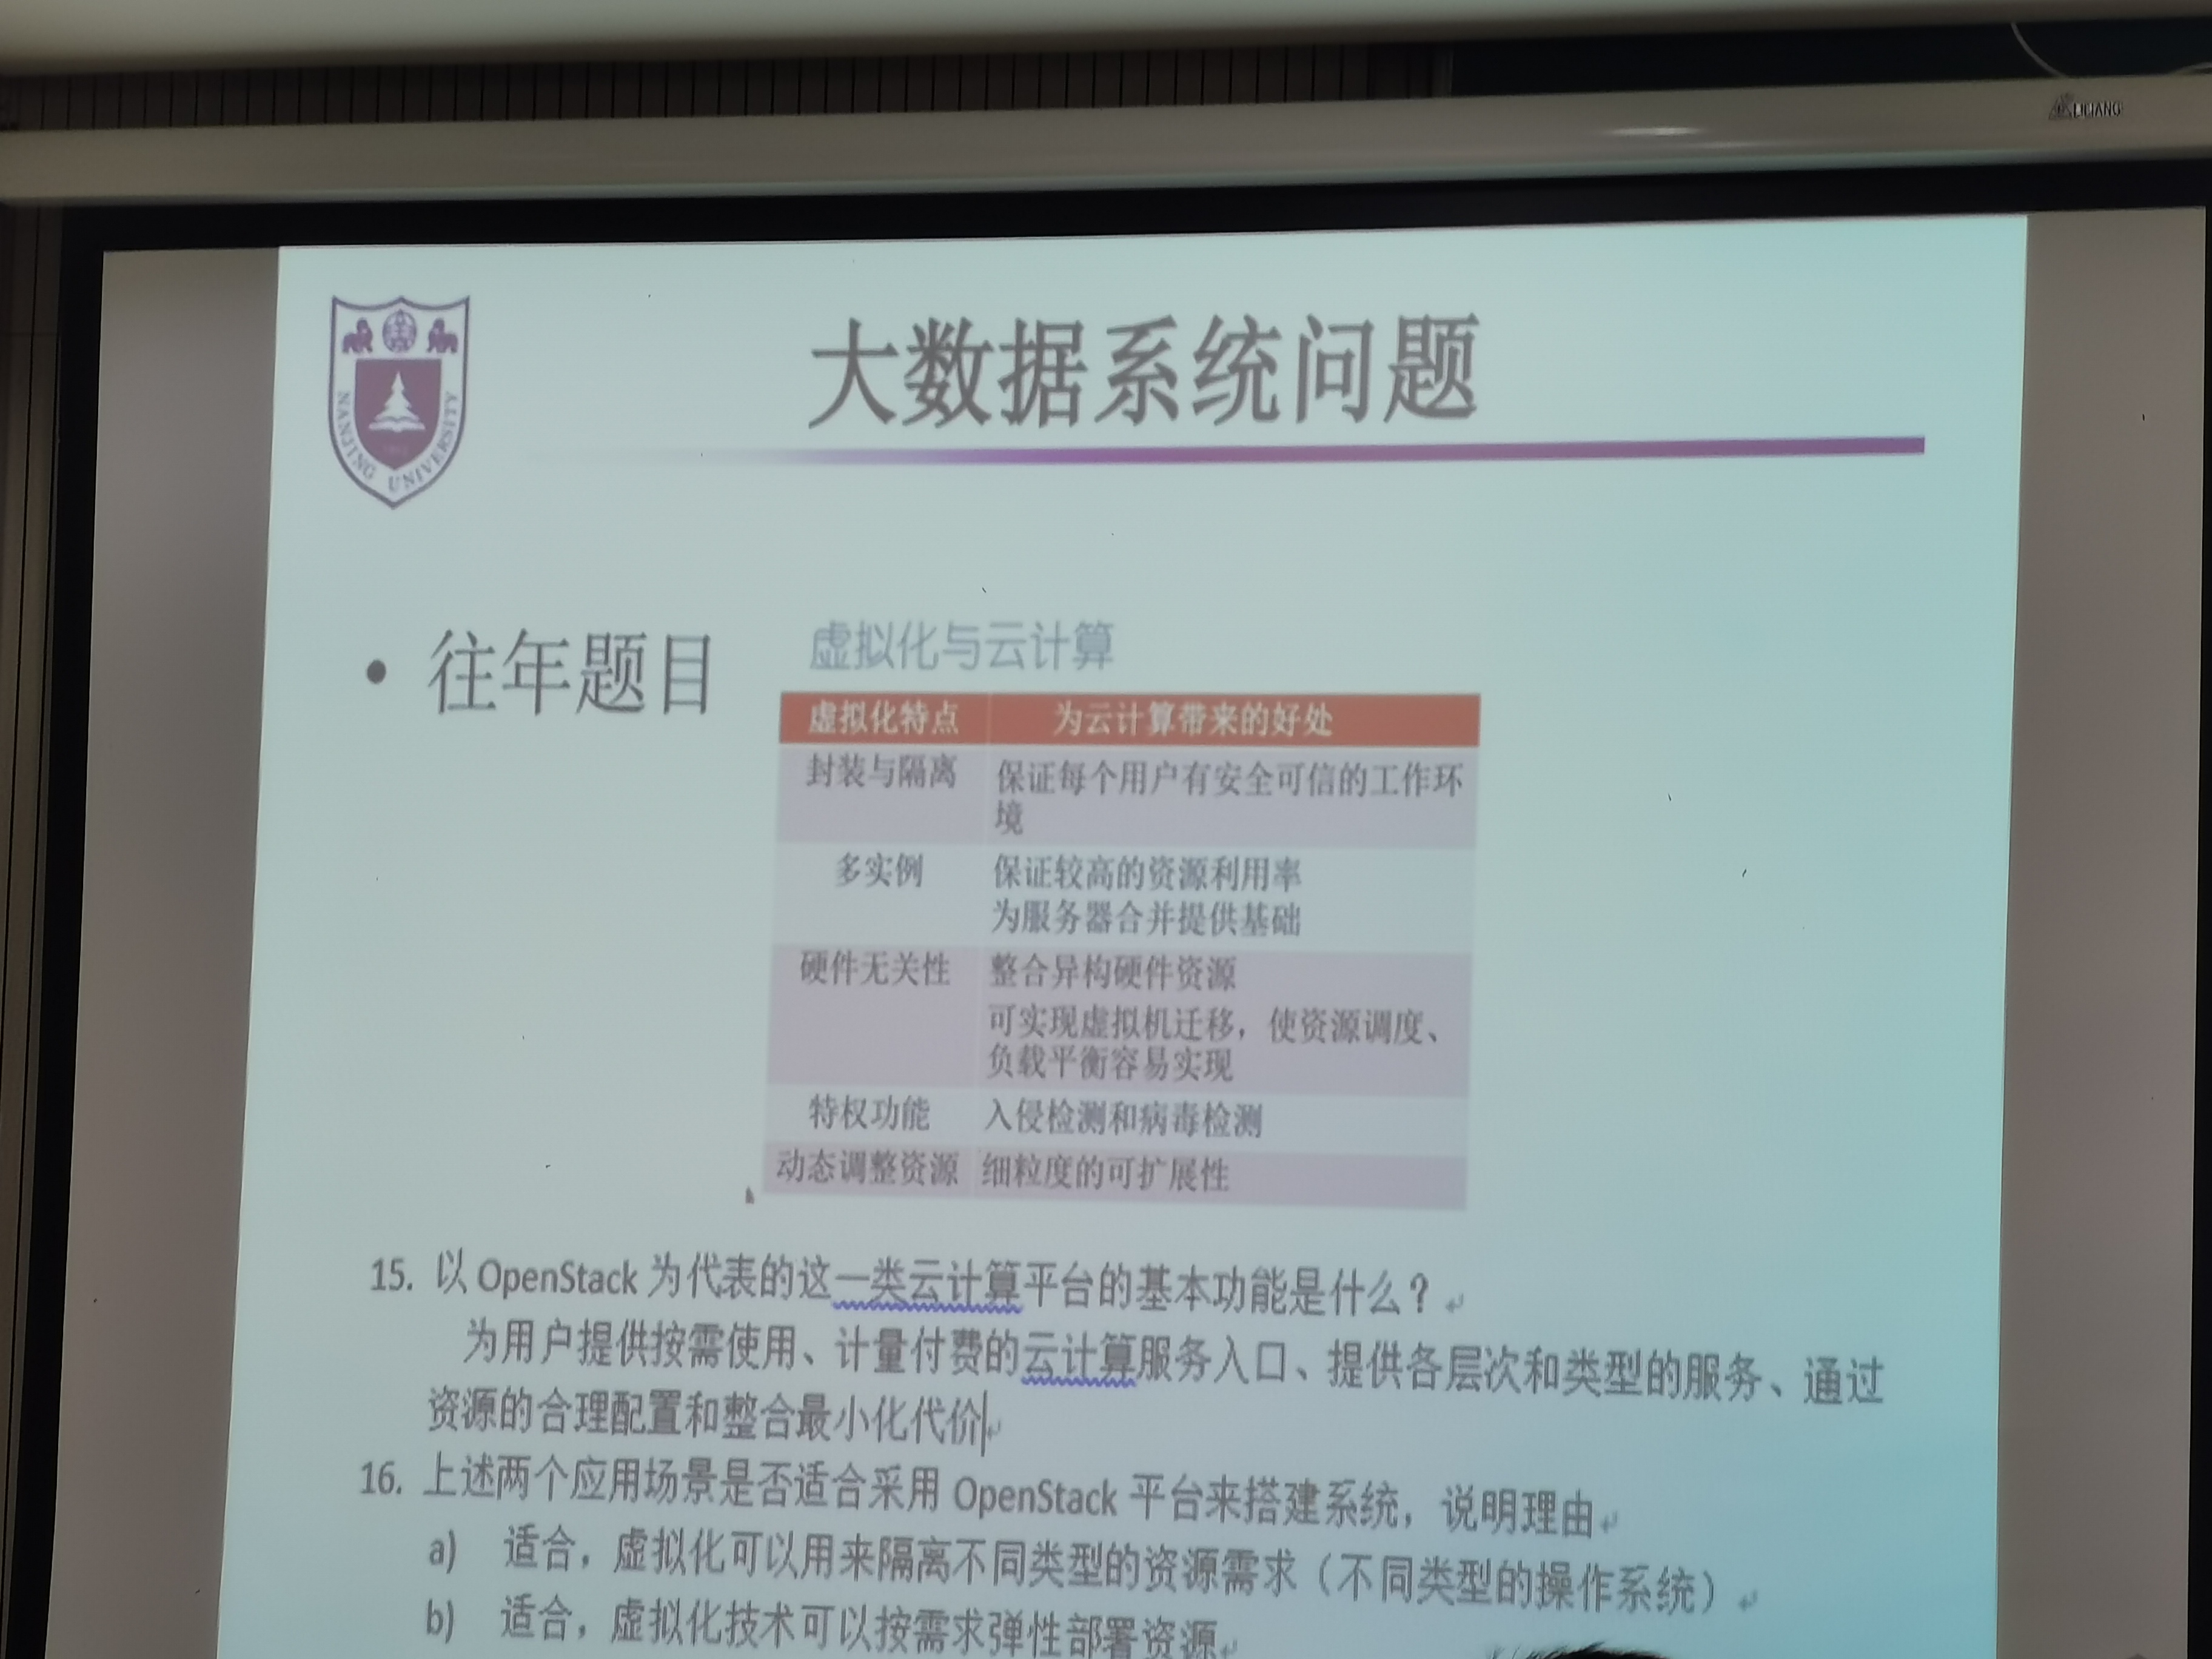 LILIANG
NANJING UNIVERSITY
大数据系统问题
• 往年题目
虚拟化与云计算
虚拟化特点 为云计算带来的好处
封装与隔离 保证每个用户有安全可信的工作环
境
多实例 保证较高的资源利用率
为服务器合并提供基础
硬件无关性 整合异构硬件资源
可实现虚拟机迁移，使资源调度、
负载平衡容易实现
特权功能 入侵检测和病毒检测
动态调整资源 细粒度的可扩展性
15. 以 OpenStack 为代表的这一类云计算平台的基本功能是什么？
为用户提供按需使用、计量付费的云计算服务入口、提供各层次和类型的服务、通过
资源的合理配置和整合最小化代价
16. 上述两个应用场景是否适合采用 OpenStack 平台来搭建系统，说明理由
a) 适合，虚拟化可以用来隔离不同类型的资源需求（不同类型的操作系统）
b) 适合，虚拟化技术可以按需求弹性部署资源